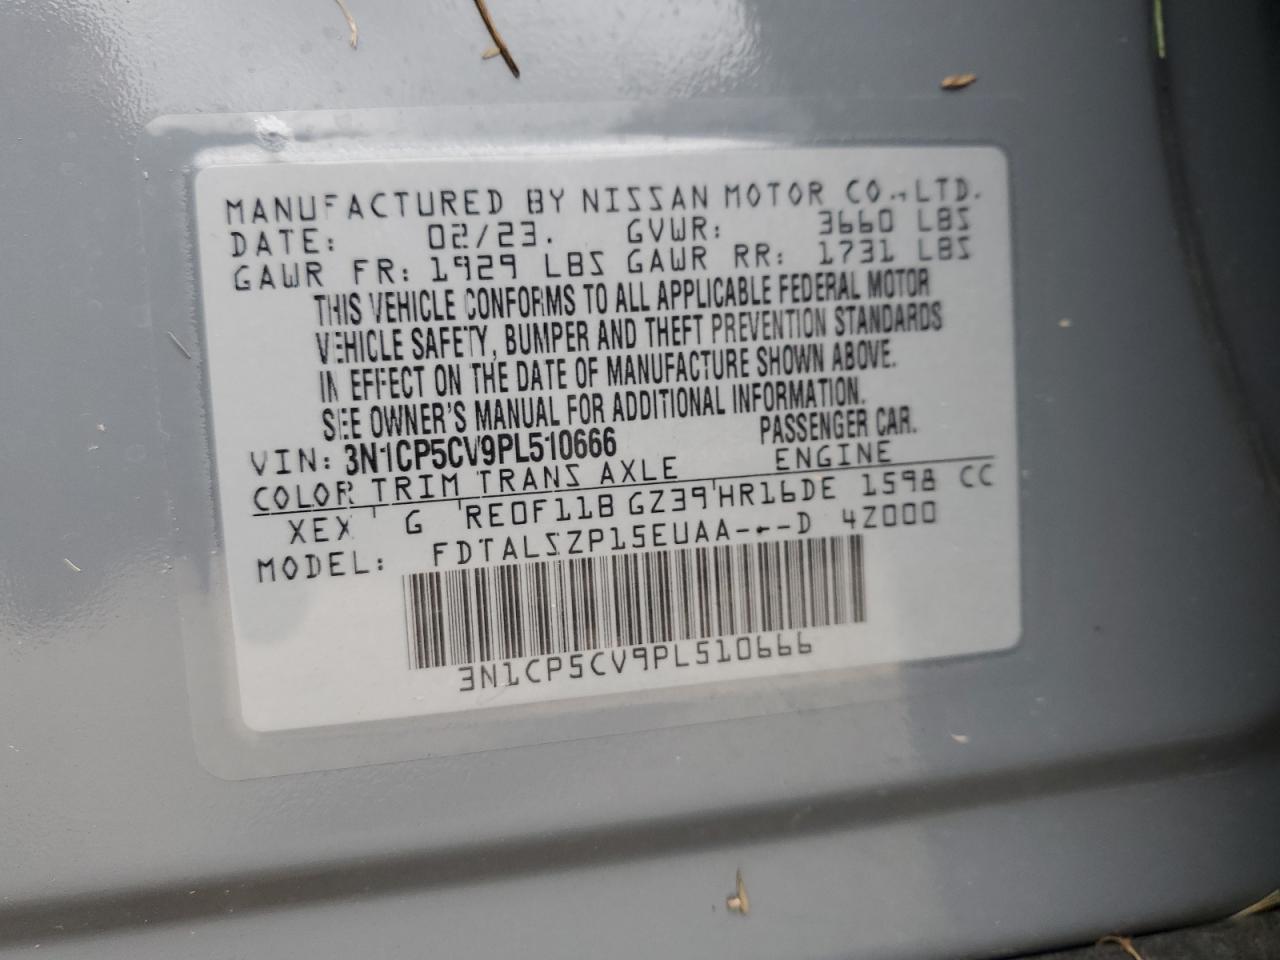 MANUFACTURED BY NISSAN MOTOR CO.,LTD.
DATE: 02/23. GVWR: 3660 LBS
GAWR FR: 1929 LBS GAWR RR: 1731 LBS
THIS VEHICLE CONFORMS TO ALL APPLICABLE FEDERAL MOTOR
VEHICLE SAFETY, BUMPER AND THEFT PREVENTION STANDARDS
IN EFFECT ON THE DATE OF MANUFACTURE SHOWN ABOVE.
SEE OWNER'S MANUAL FOR ADDITIONAL INFORMATION.
VIN: 3N1CP5CV9PL510666 PASSENGER CAR.
COLOR TRIM TRANS AXLE ENGINE
XEX G RE0F11B GZ39 HR16DE 1598 CC
MODEL: FDTALSZP15EUAA---D 4Z000
3N1CP5CV9PL510666